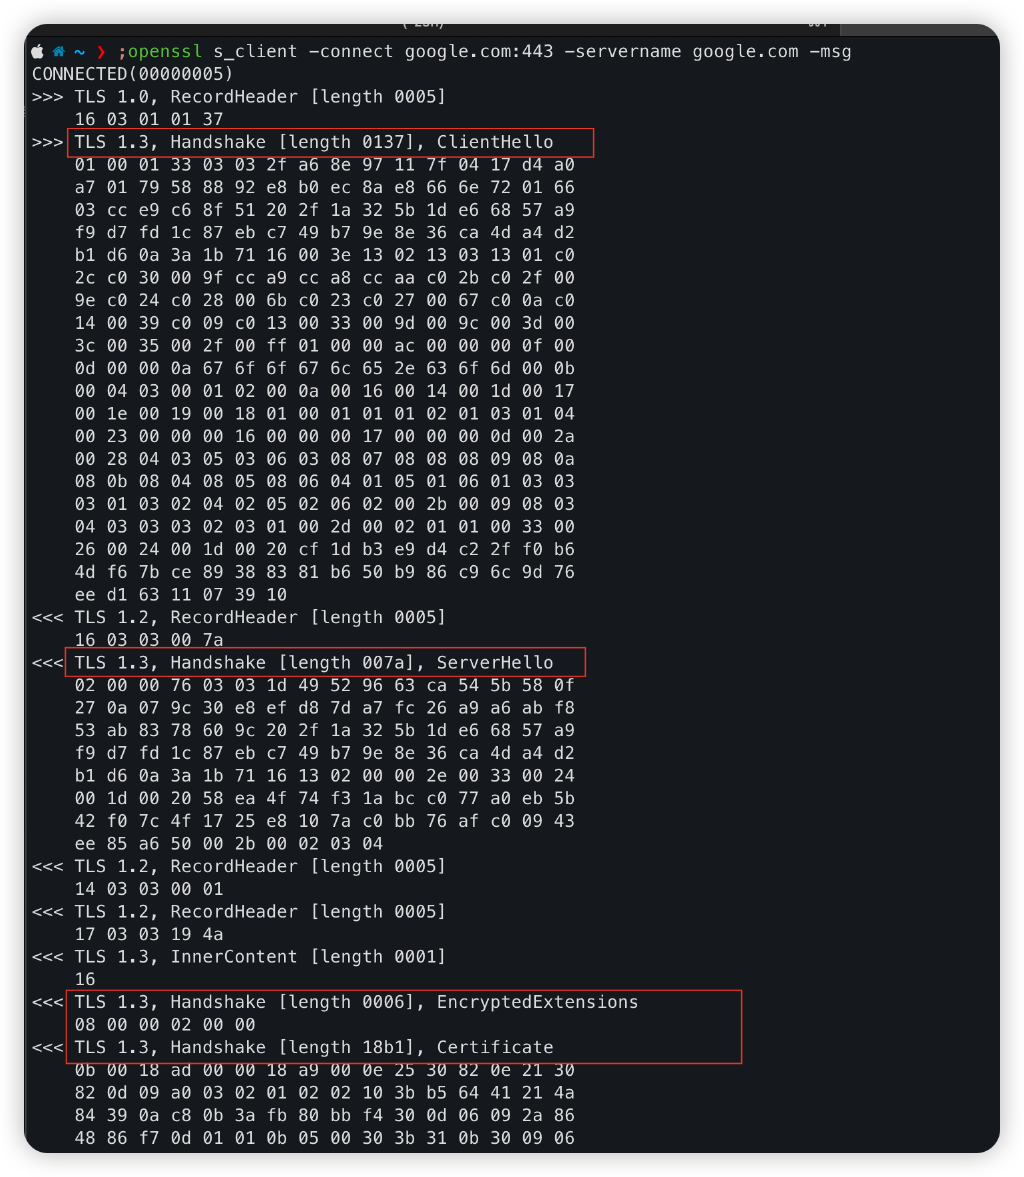 ~ ❯ ;openssl s_client -connect google.com:443 -servername google.com -msg
CONNECTED(00000005)
>>> TLS 1.0, RecordHeader [length 0005]
16 03 01 01 37
>>> TLS 1.3, Handshake [length 0137], ClientHello
01 00 01 33 03 03 2f a6 8e 97 11 7f 04 17 d4 a0
a7 01 79 58 88 92 e8 b0 ec 8a e8 66 6e 72 01 66
03 cc e9 c6 8f 51 20 2f 1a 32 5b 1d e6 68 57 a9
f9 d7 fd 1c 87 eb c7 49 b7 9e 8e 36 ca 4d a4 d2
b1 d6 0a 3a 1b 71 16 00 3e 13 02 13 03 13 01 c0
2c c0 30 00 9f cc a9 cc a8 cc aa c0 2b c0 2f 00
9e c0 24 c0 28 00 6b c0 23 c0 27 00 67 c0 0a c0
14 00 39 c0 09 c0 13 00 33 00 9d 00 9c 00 3d 00
3c 00 35 00 2f 00 ff 01 00 00 ac 00 00 00 0f 00
0d 00 00 0a 67 6f 6f 67 6c 65 2e 63 6f 6d 00 0b
00 04 03 00 01 02 00 0a 00 16 00 14 00 1d 00 17
00 1e 00 19 00 18 01 00 01 01 01 02 01 03 01 04
00 23 00 00 00 16 00 00 00 17 00 00 00 0d 00 2a
00 28 04 03 05 03 06 03 08 07 08 08 08 09 08 0a
08 0b 08 04 08 05 08 06 04 01 05 01 06 01 03 03
03 01 03 02 04 02 05 02 06 02 00 2b 00 09 08 03
04 03 03 03 02 03 01 00 2d 00 02 01 01 00 33 00
26 00 24 00 1d 00 20 cf 1d b3 e9 d4 c2 2f f0 b6
4d f6 7b ce 89 38 83 81 b6 50 b9 86 c9 6c 9d 76
ee d1 63 11 07 39 10
<<< TLS 1.2, RecordHeader [length 0005]
16 03 03 00 7a
<<< TLS 1.3, Handshake [length 007a], ServerHello
02 00 00 76 03 03 1d 49 52 96 63 ca 54 5b 58 0f
27 0a 07 9c 30 e8 ef d8 7d a7 fc 26 a9 a6 ab f8
53 ab 83 78 60 9c 20 2f 1a 32 5b 1d e6 68 57 a9
f9 d7 fd 1c 87 eb c7 49 b7 9e 8e 36 ca 4d a4 d2
b1 d6 0a 3a 1b 71 16 13 02 00 00 2e 00 33 00 24
00 1d 00 20 58 ea 4f 74 f3 1a bc c0 77 a0 eb 5b
42 f0 7c 4f 17 25 e8 10 7a c0 bb 76 af c0 09 43
ee 85 a6 50 00 2b 00 02 03 04
<<< TLS 1.2, RecordHeader [length 0005]
14 03 03 00 01
<<< TLS 1.2, RecordHeader [length 0005]
17 03 03 19 4a
<<< TLS 1.3, InnerContent [length 0001]
16
<<< TLS 1.3, Handshake [length 0006], EncryptedExtensions
08 00 00 02 00 00
<<< TLS 1.3, Handshake [length 18b1], Certificate
0b 00 18 ad 00 00 18 a9 00 0e 25 30 82 0e 21 30
82 0d 09 a0 03 02 01 02 02 10 3b b5 64 41 21 4a
84 39 0a c8 0b 3a fb 80 bb f4 30 0d 06 09 2a 86
48 86 f7 0d 01 01 0b 05 00 30 3b 31 0b 30 09 06